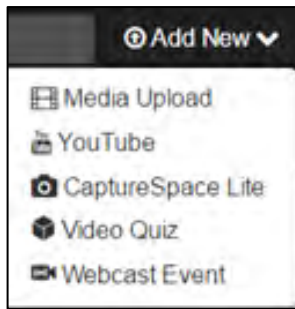 Add New
Media Upload
YouTube
CaptureSpace Lite
Video Quiz
Webcast Event